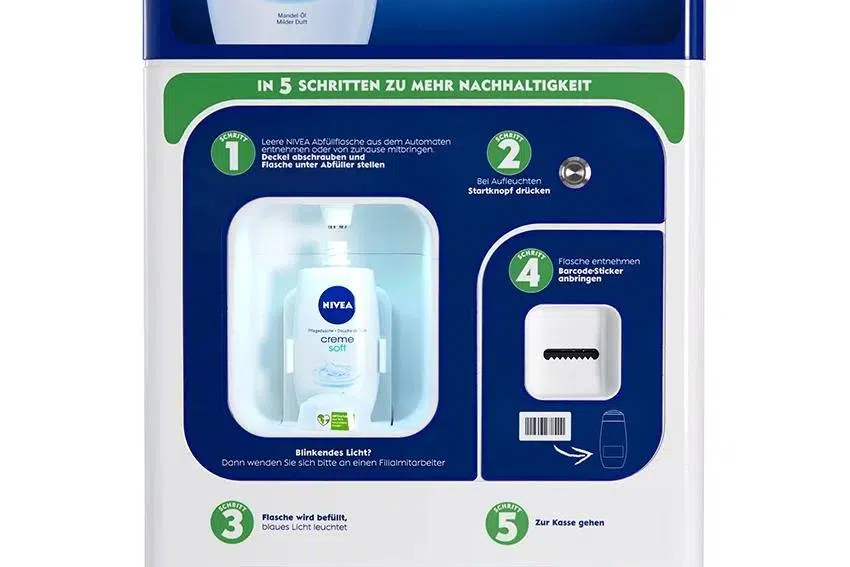 Mandel-Öl
Milder Duft
IN 5 SCHRITTEN ZU MEHR NACHHALTIGKEIT
SCHRITT
1
Leere NIVEA Abfüllflasche aus dem Automaten
entnehmen oder von zuhause mitbringen.
Deckel abschrauben und
Flasche unter Abfüller stellen
SCHRITT
2
Bei Aufleuchten
Startknopf drücken
NIVEA
creme
soft
Blinkendes Licht?
Dann wenden Sie sich bitte an einen Filialmitarbeiter
SCHRITT
4
Flasche entnehmen
Barcode-Sticker
anbringen
SCHRITT
3
Flasche wird befüllt,
blaues Licht leuchtet
SCHRITT
5
Zur Kasse gehen